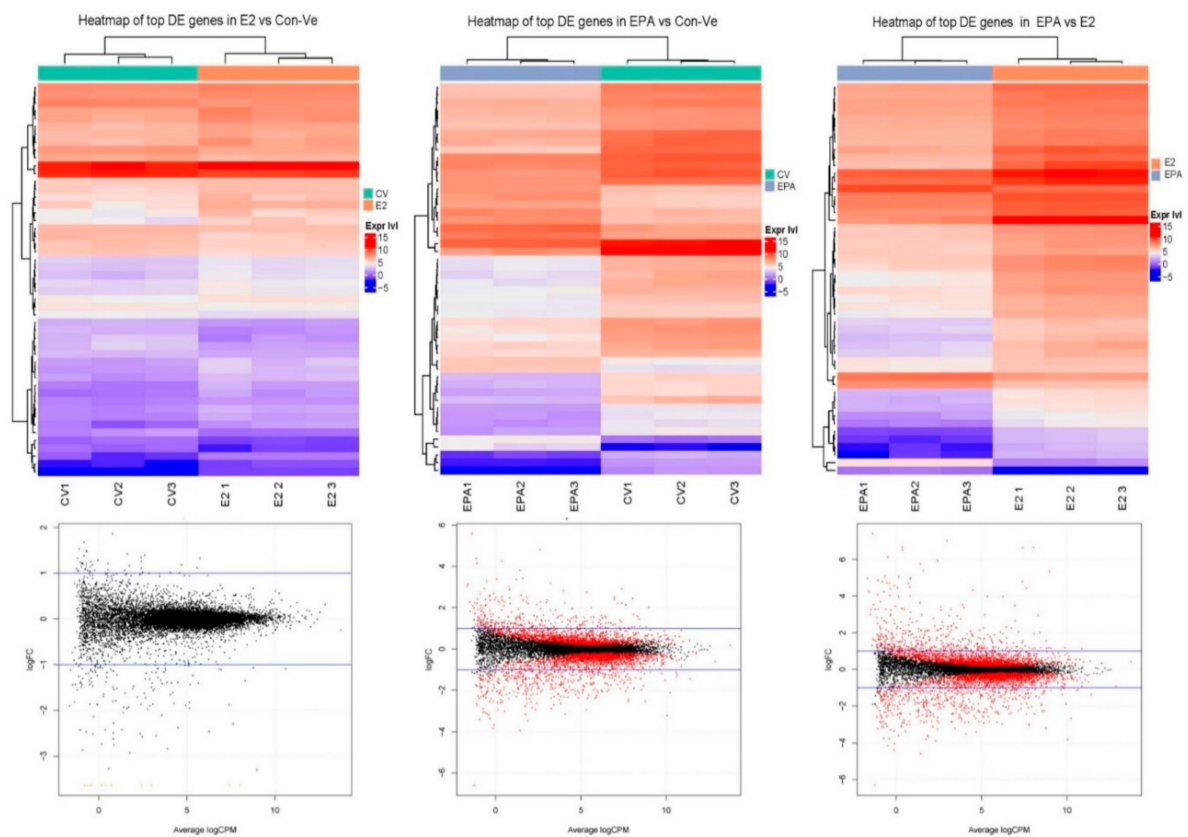 Heatmap of top DE genes in E2 vs Con-Ve
Heatmap of top DE genes in EPA vs Con-Ve
Heatmap of top DE genes in EPA vs E2
CV
E2
Expr lvl
15
10
5
0
−5
CV
EPA
Expr lvl
15
10
5
0
−5
E2
EPA
Expr lvl
15
10
5
0
−5
CV1
CV2
CV3
E2 1
E2 2
E2 3
EPA1
EPA2
EPA3
CV1
CV2
CV3
EPA1
EPA2
EPA3
E2 1
E2 2
E2 3
logFC
2
1
0
−1
−2
−3
0
5
10
Average logCPM
logFC
6
4
2
0
−2
−4
−6
0
5
10
Average logCPM
logFC
6
4
2
0
−2
−4
−6
0
5
10
Average logCPM